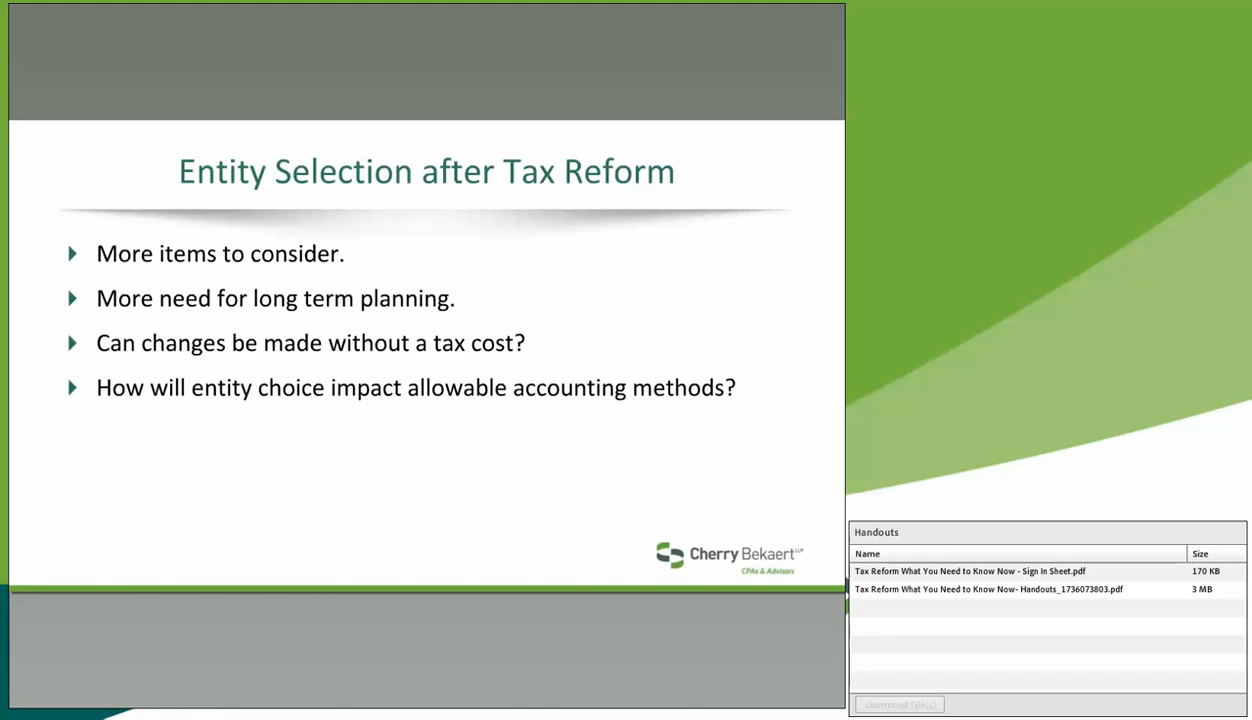 Entity Selection after Tax Reform
More items to consider.
More need for long term planning.
Can changes be made without a tax cost?
How will entity choice impact allowable accounting methods?
Cherry Bekaert LLP
CPAs & Advisors
Handouts
Name Size
Tax Reform What You Need to Know Now - Sign In Sheet.pdf 170 KB
Tax Reform What You Need to Know Now- Handouts_1736073803.pdf 3 MB
Download File(s)